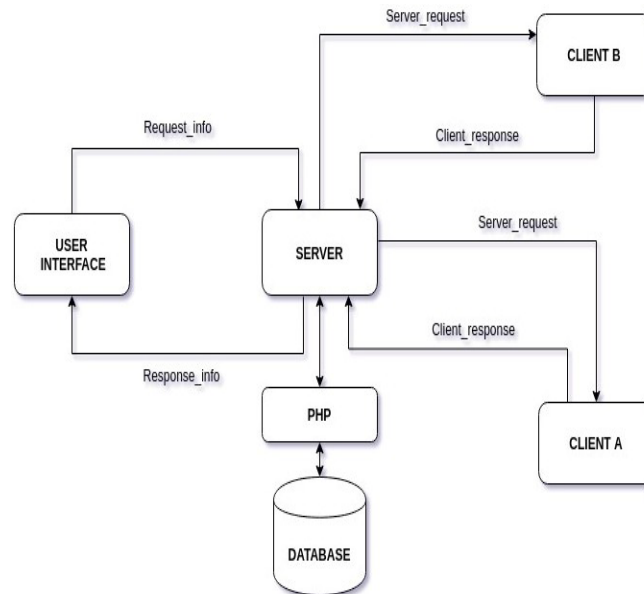 Server_request
CLIENT B
Request_info
Client_response
USER
INTERFACE
SERVER
Server_request
Client_response
Response_info
PHP
CLIENT A
DATABASE